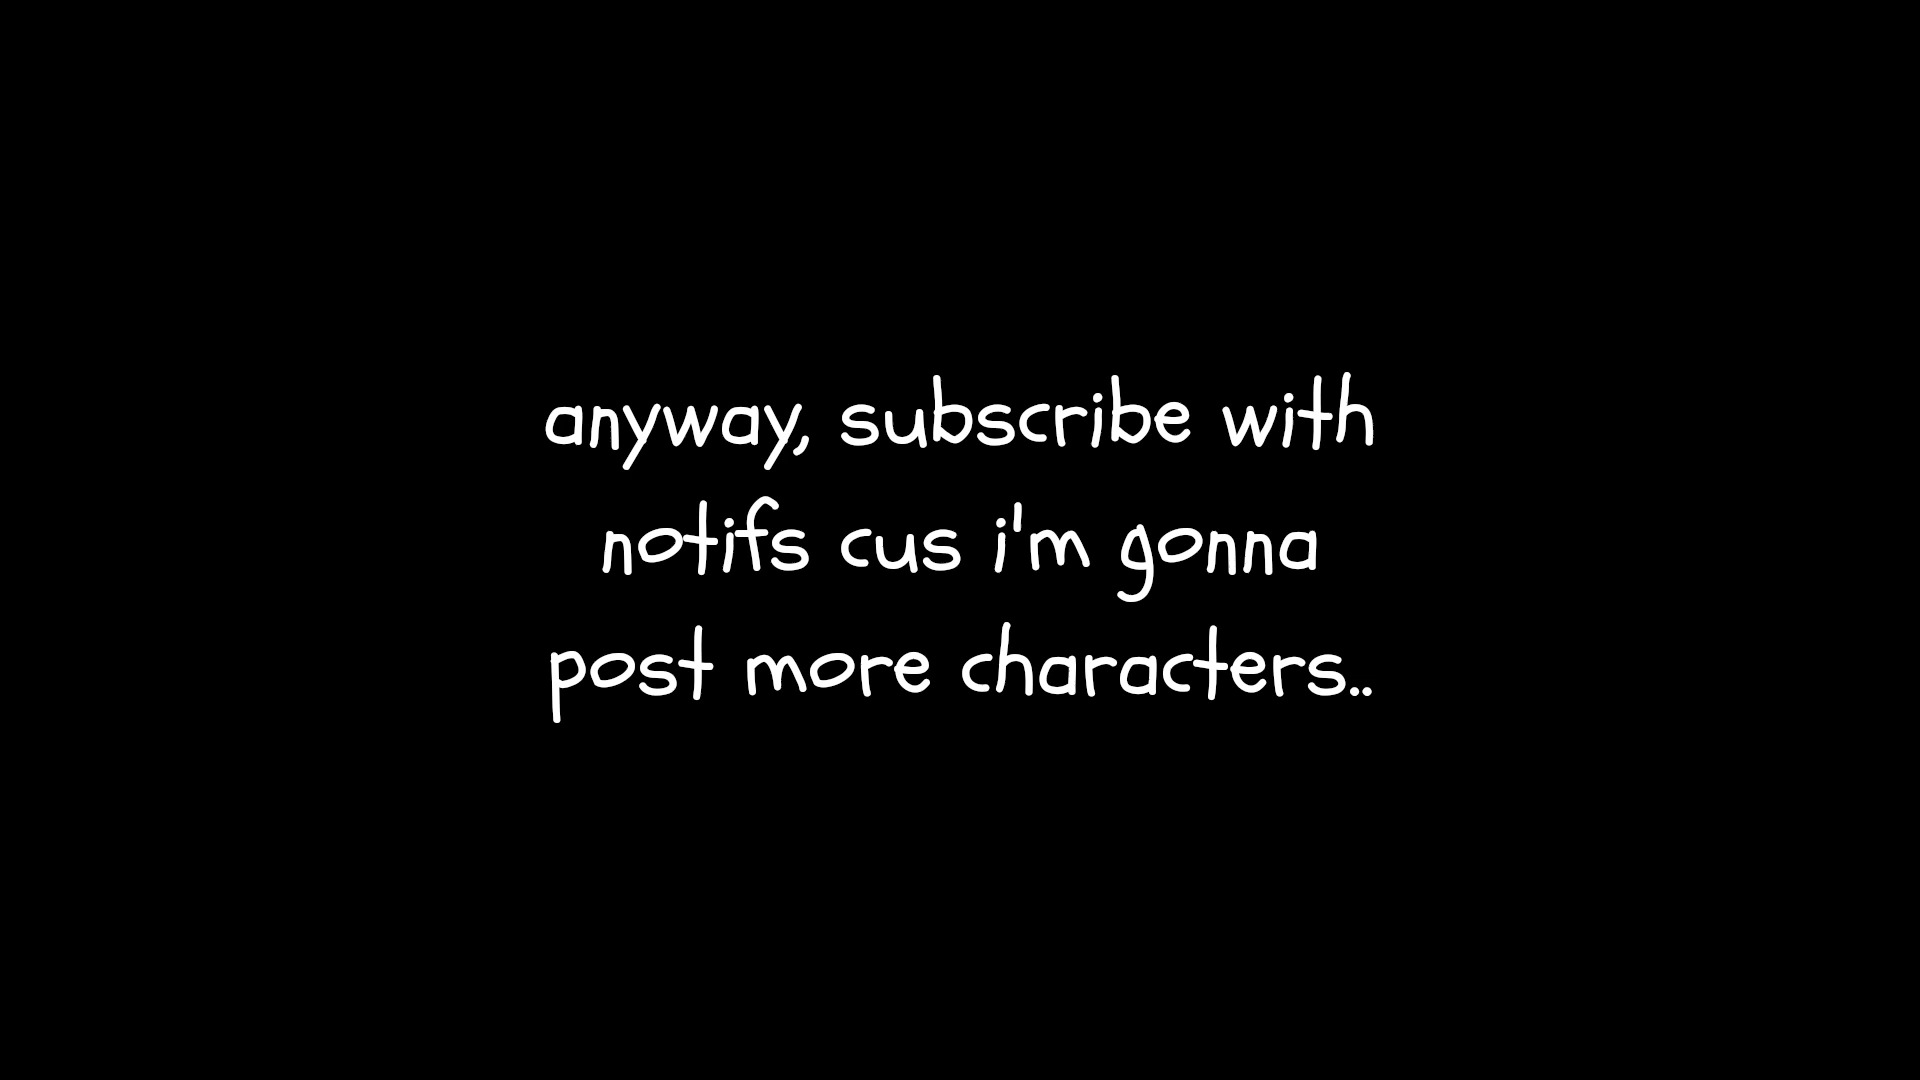 anyway, subscribe with
notifs cus i'm gonna
post more characters..